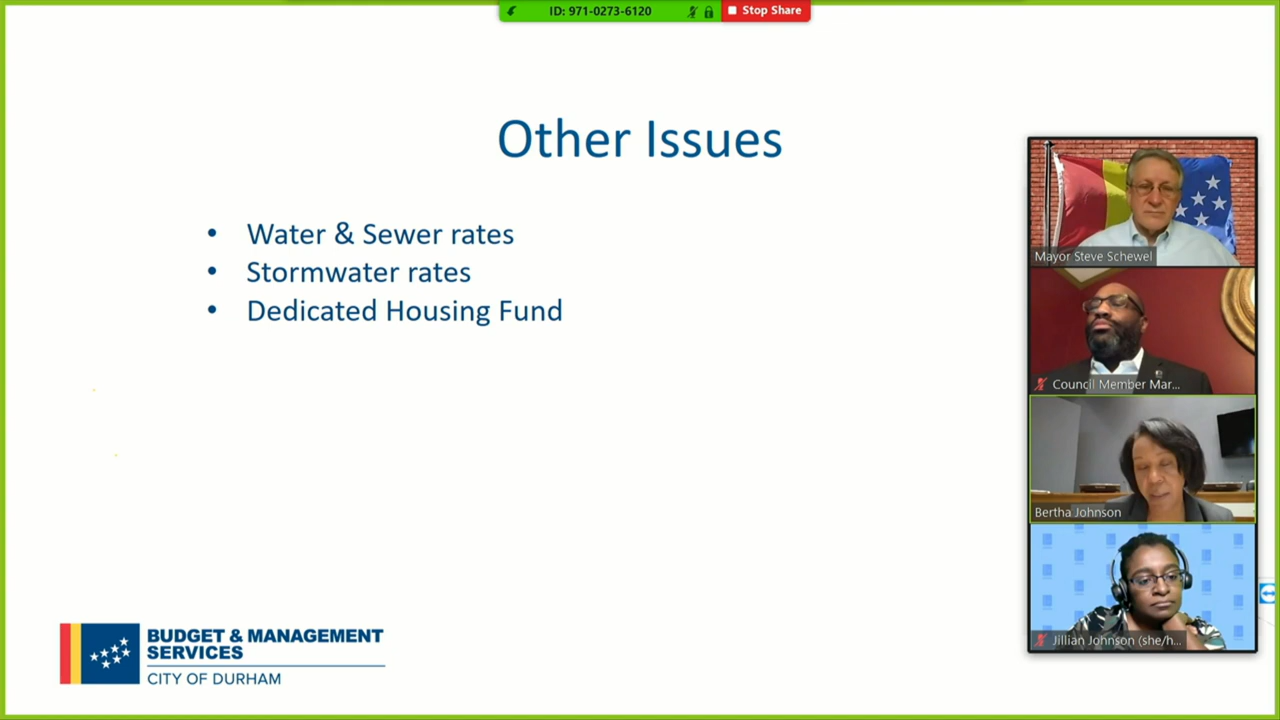 ID: 971-0273-6120
Stop Share
Other Issues
• Water & Sewer rates
• Stormwater rates
• Dedicated Housing Fund
Mayor Steve Schewel
Council Member Mar...
Bertha Johnson
Jillian Johnson (she/h...
BUDGET & MANAGEMENT
SERVICES
CITY OF DURHAM